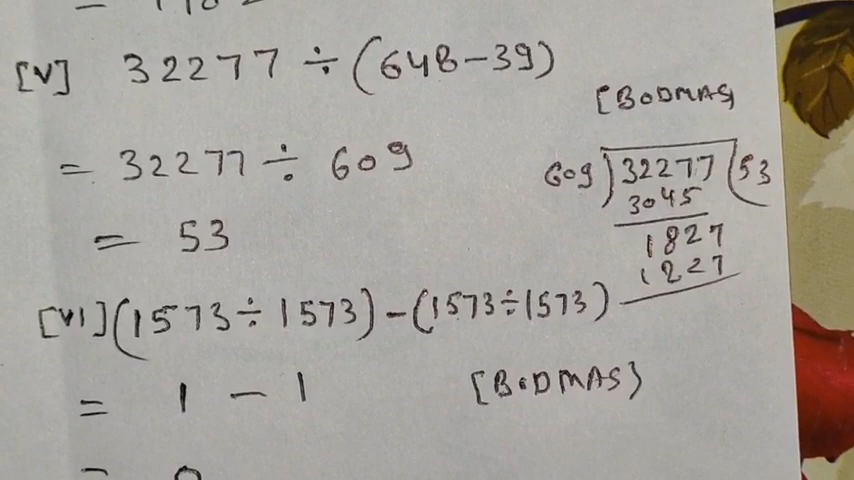 [V] 32277 ÷ (648-39)
[BODMAS]
= 32277 ÷ 609
609) 32277 (53
3045
= 53
1827
1827
[VI] (1573÷1573)-(1573÷1573)
= 1 - 1 [BODMAS}
= 0